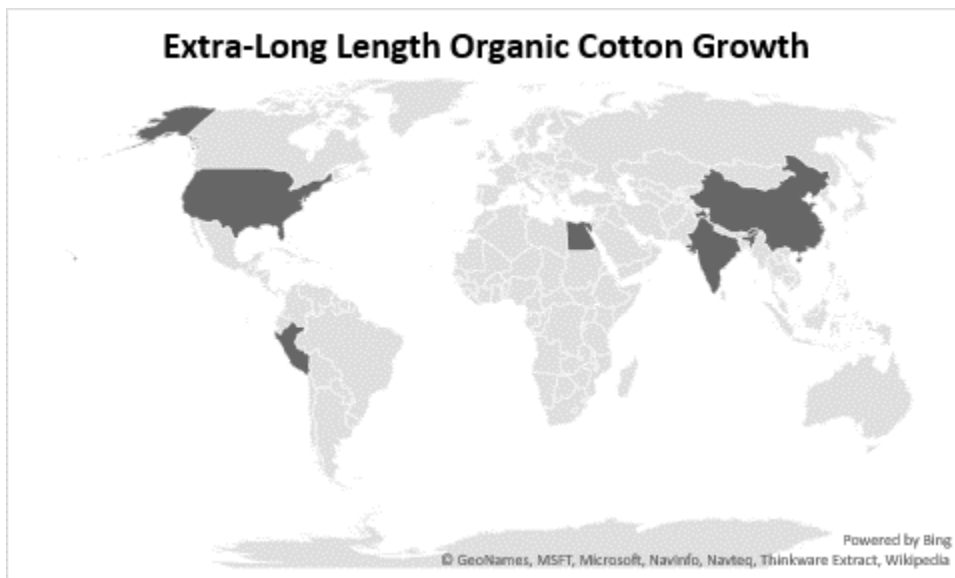 Extra-Long Length Organic Cotton Growth
Powered by Bing
© GeoNames, MSFT, Microsoft, NavInfo, Navteq, Thinkware Extract, Wikipedia